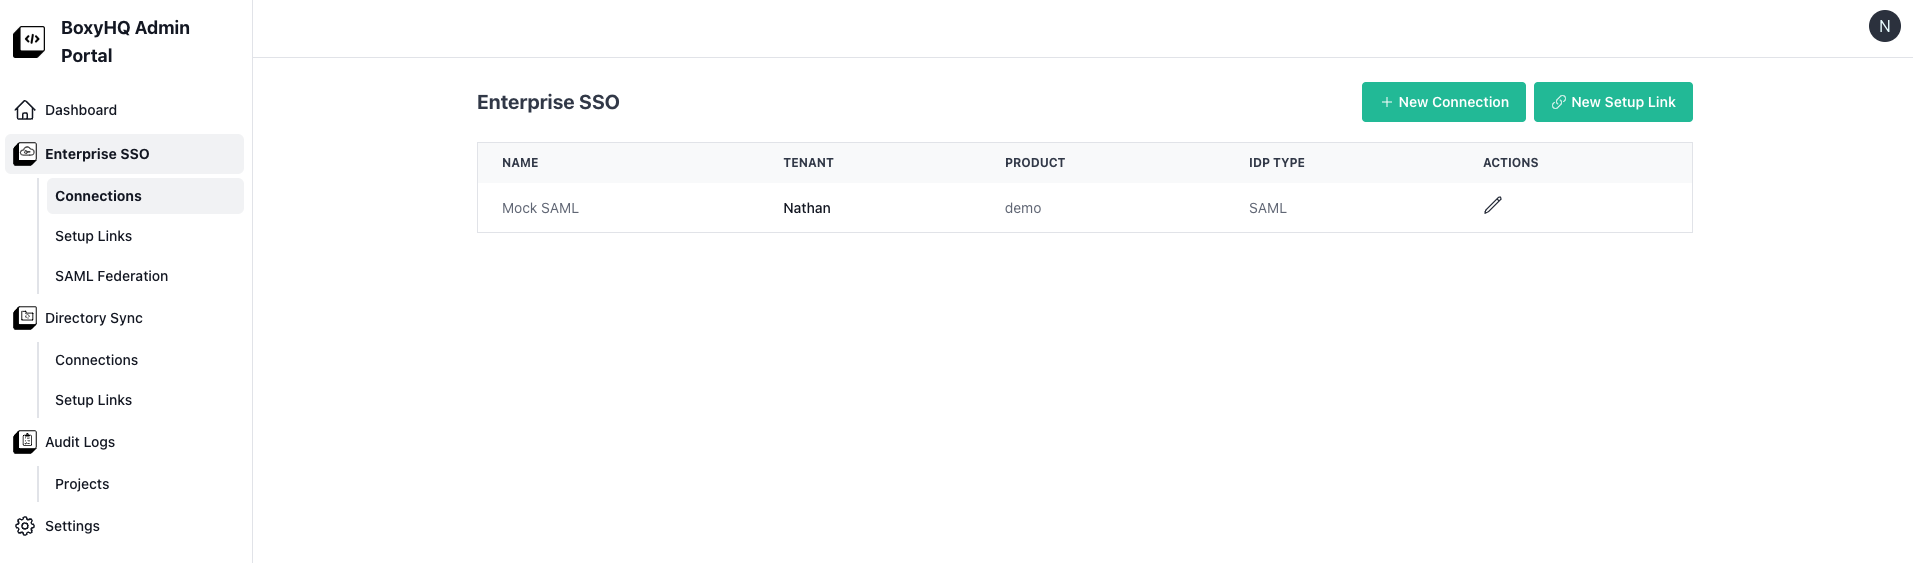 BoxyHQ Admin
Portal
N
Dashboard
Enterprise SSO
Connections
Setup Links
SAML Federation
Directory Sync
Connections
Setup Links
Audit Logs
Projects
Settings
Enterprise SSO
+ New Connection
New Setup Link
NAME TENANT PRODUCT IDP TYPE ACTIONS
Mock SAML Nathan demo SAML